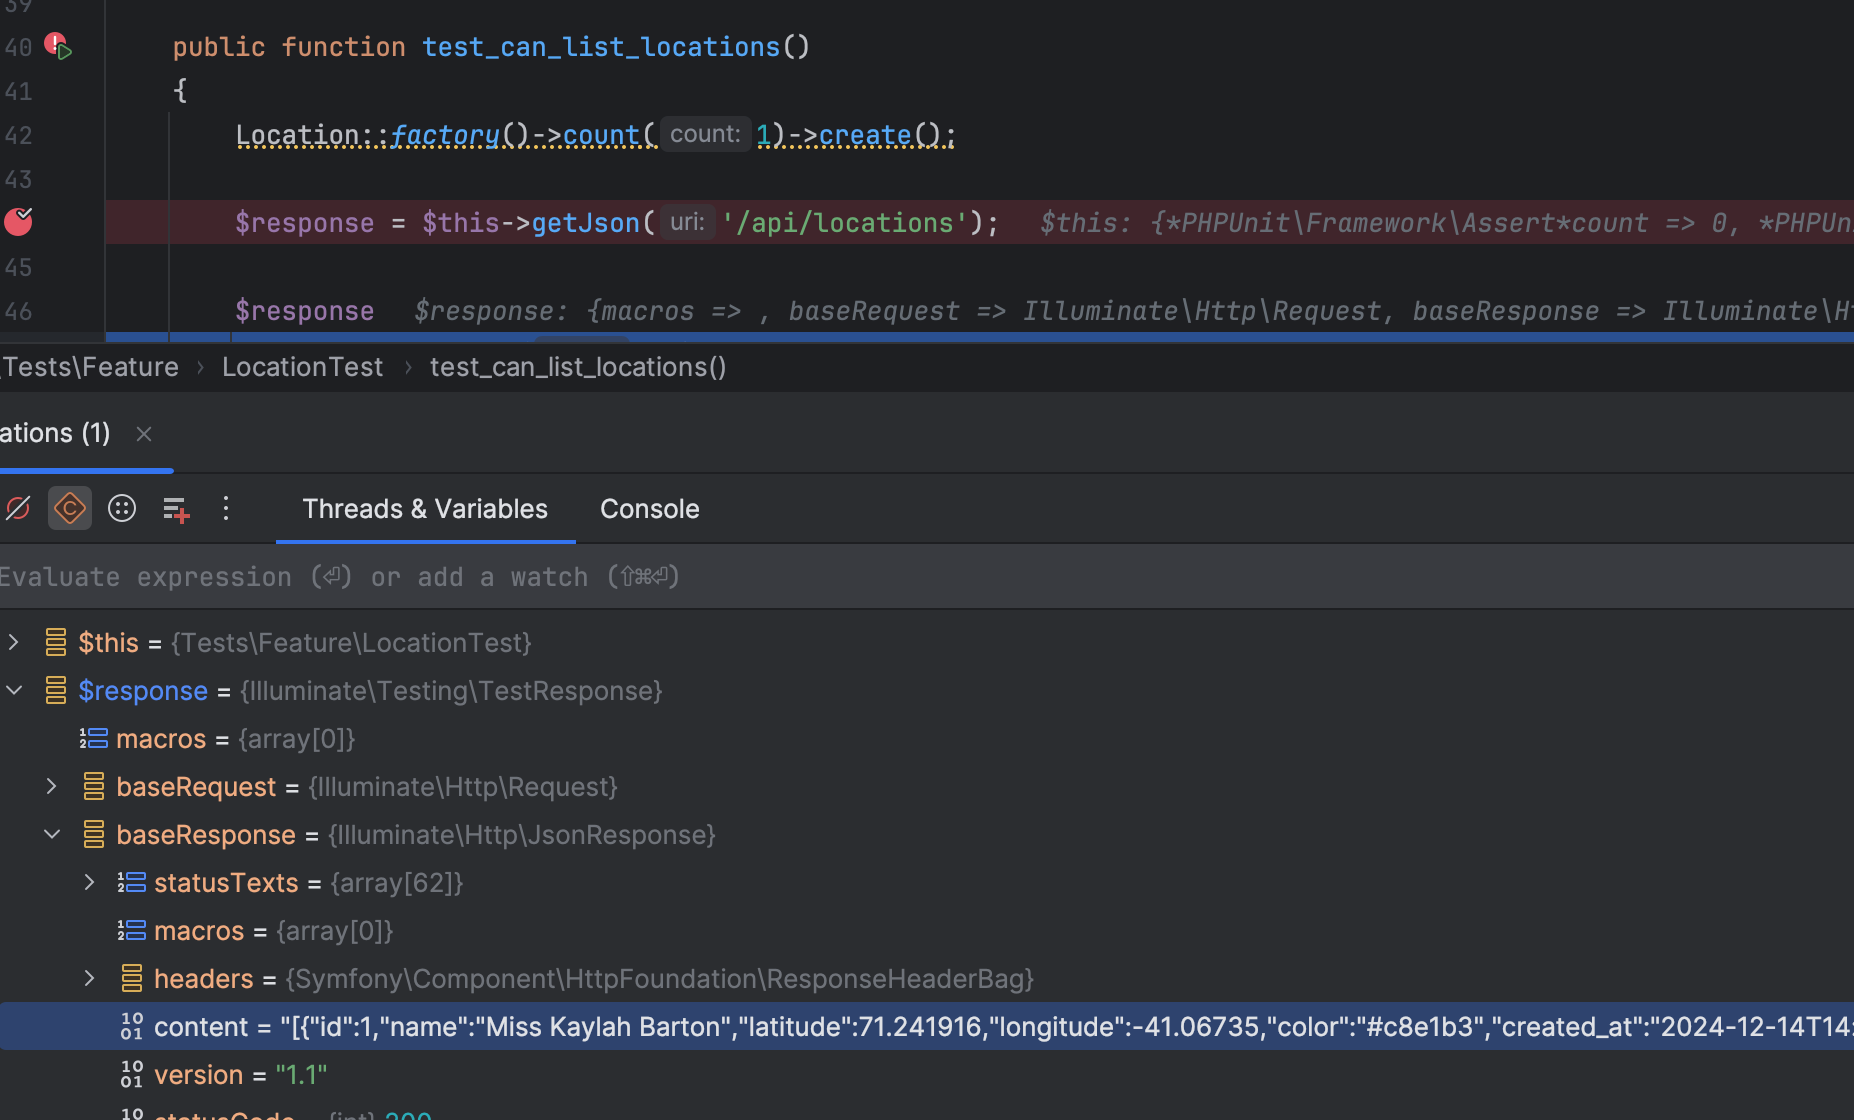 39
40 public function test_can_list_locations()
41 {
42 Location::factory()->count( count: 1)->create();
43
$response = $this->getJson( uri: '/api/locations'); $this: {*PHPUnit\Framework\Assert*count => 0, *PHPUn
45
46 $response $response: {macros => , baseRequest => Illuminate\Http\Request, baseResponse => Illuminate\H
\Tests\Feature › LocationTest › test_can_list_locations()
ations (1) ×
Threads & Variables Console
Evaluate expression (⏎) or add a watch (⇧⌘⏎)
$this = {Tests\Feature\LocationTest}
$response = {Illuminate\Testing\TestResponse}
macros = {array[0]}
baseRequest = {Illuminate\Http\Request}
baseResponse = {Illuminate\Http\JsonResponse}
statusTexts = {array[62]}
macros = {array[0]}
headers = {Symfony\Component\HttpFoundation\ResponseHeaderBag}
content = "[{"id":1,"name":"Miss Kaylah Barton","latitude":71.241916,"longitude":-41.06735,"color":"#c8e1b3","created_at":"2024-12-14T14:
version = "1.1"
statusCode = {int} 200